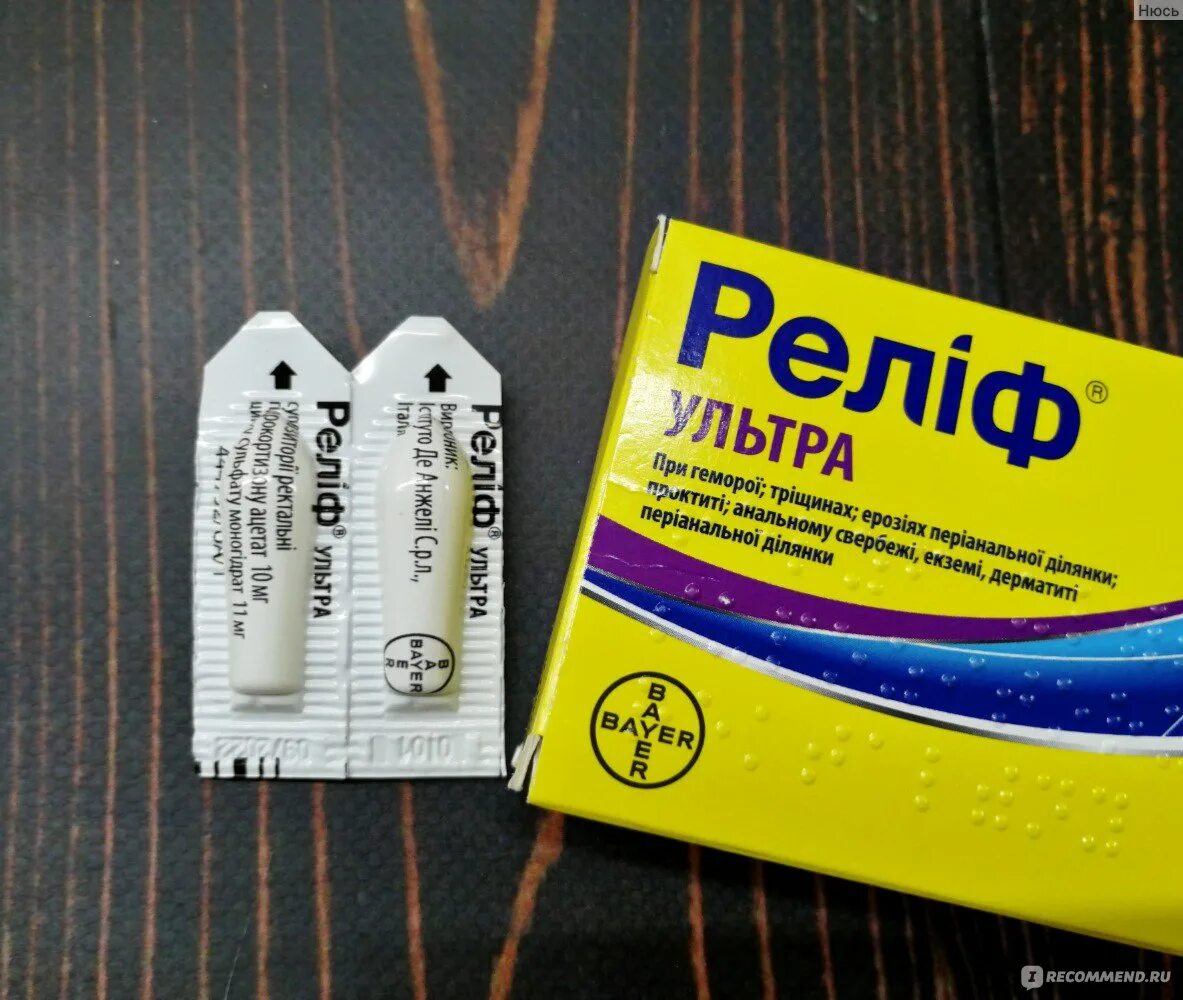 Нюсь
Реліф®
УЛЬТРА
При геморої; тріщинах; ерозіях періанальної ділянки;
проктиті; анальному свербежі, екземі, дерматиті
періанальної ділянки
BAYER
BAYER
Реліф® УЛЬТРА
супозиторії ректальні
гідрокортизону ацетат 10 мг
цинку сульфату моногідрат 11 мг
Реліф® УЛЬТРА
Виробник:
Істітуто Де Анжелі С.р.л.,
Італія
BAYER
BAYER
IRECOMMEND.RU